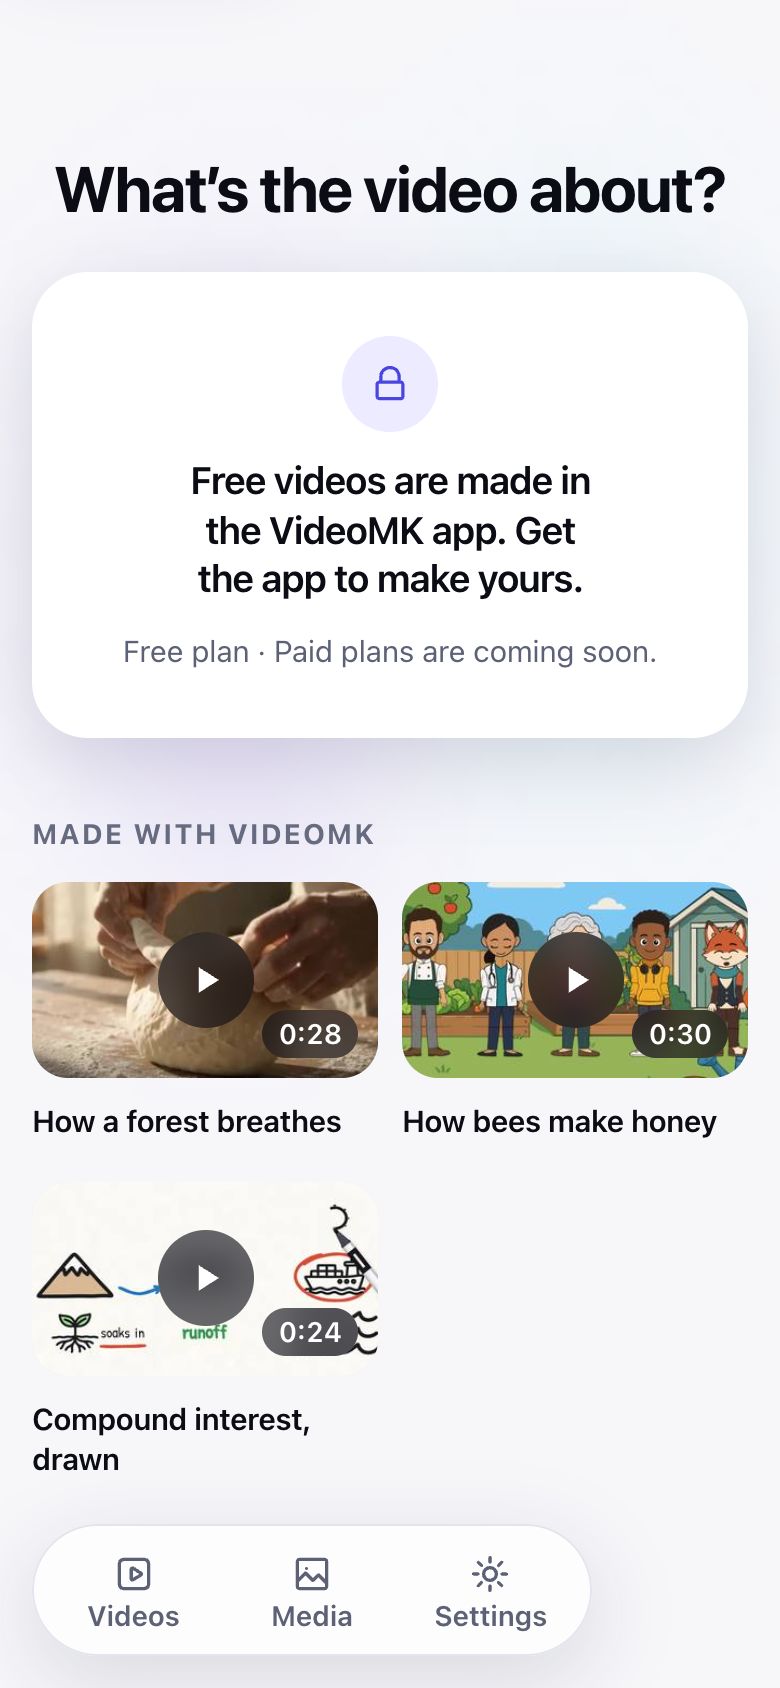 What's the video about?
Free videos are made in
the VideoMK app. Get
the app to make yours.
Free plan · Paid plans are coming soon.
MADE WITH VIDEOMK
0:28
0:30
How a forest breathes
How bees make honey
soaks in
runoff
0:24
Compound interest,
drawn
Videos
Media
Settings